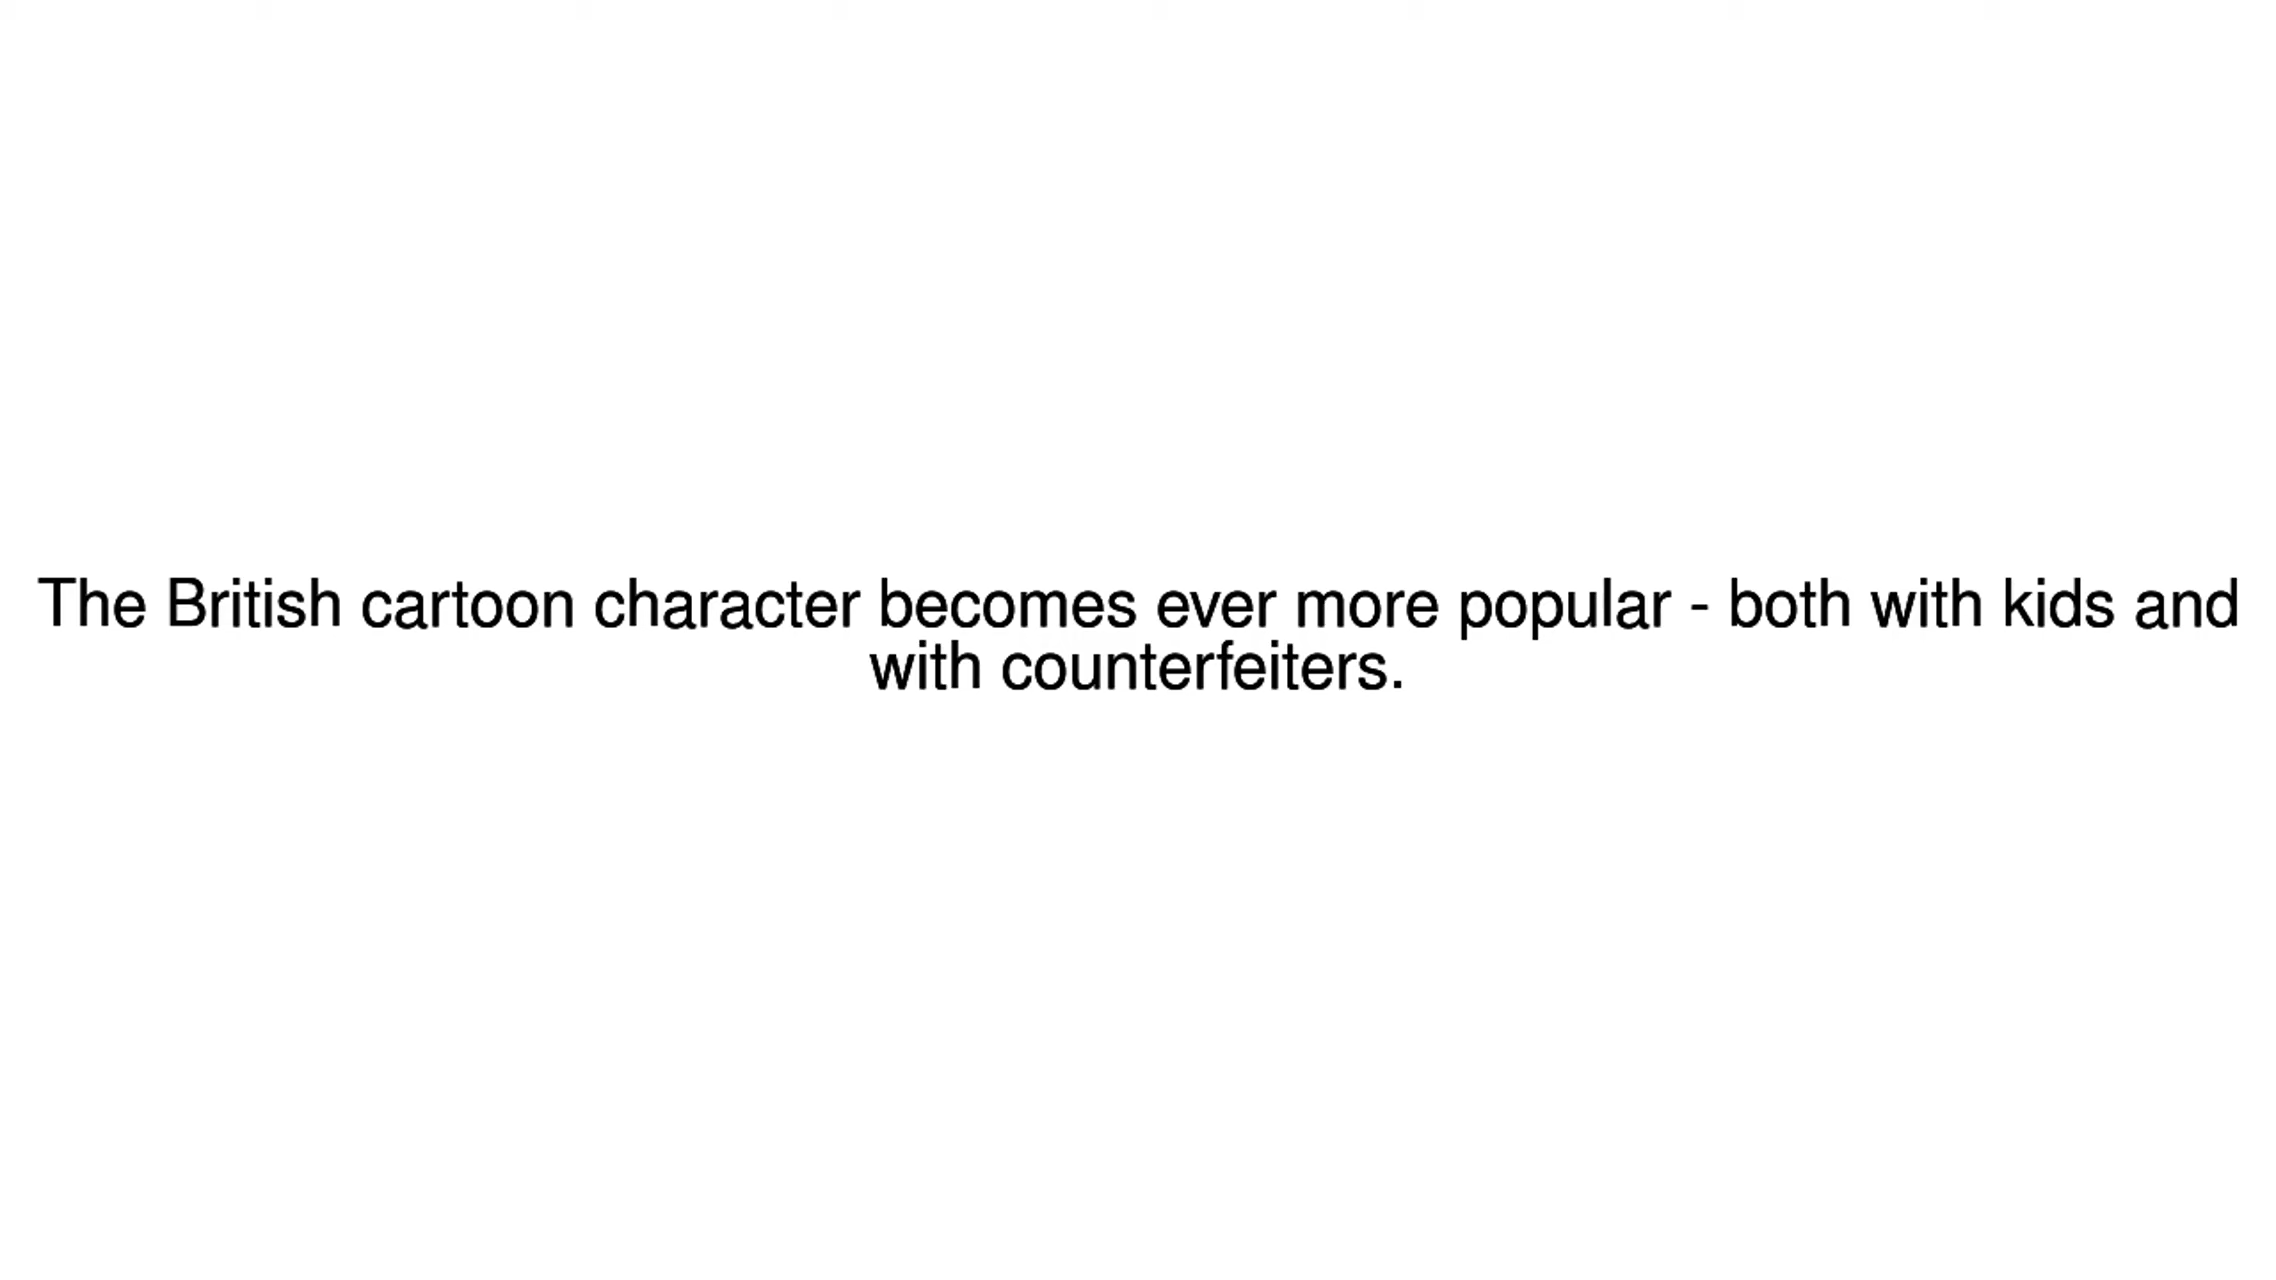 The British cartoon character becomes ever more popular - both with kids and
with counterfeiters.